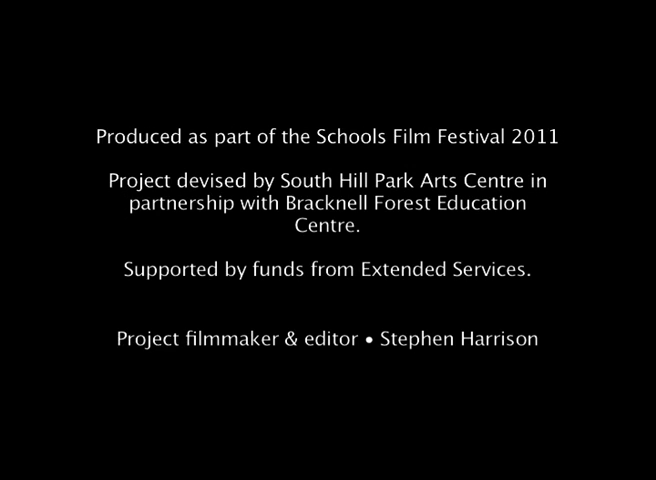 Produced as part of the Schools Film Festival 2011
Project devised by South Hill Park Arts Centre in
partnership with Bracknell Forest Education
Centre.
Supported by funds from Extended Services.
Project filmmaker & editor • Stephen Harrison